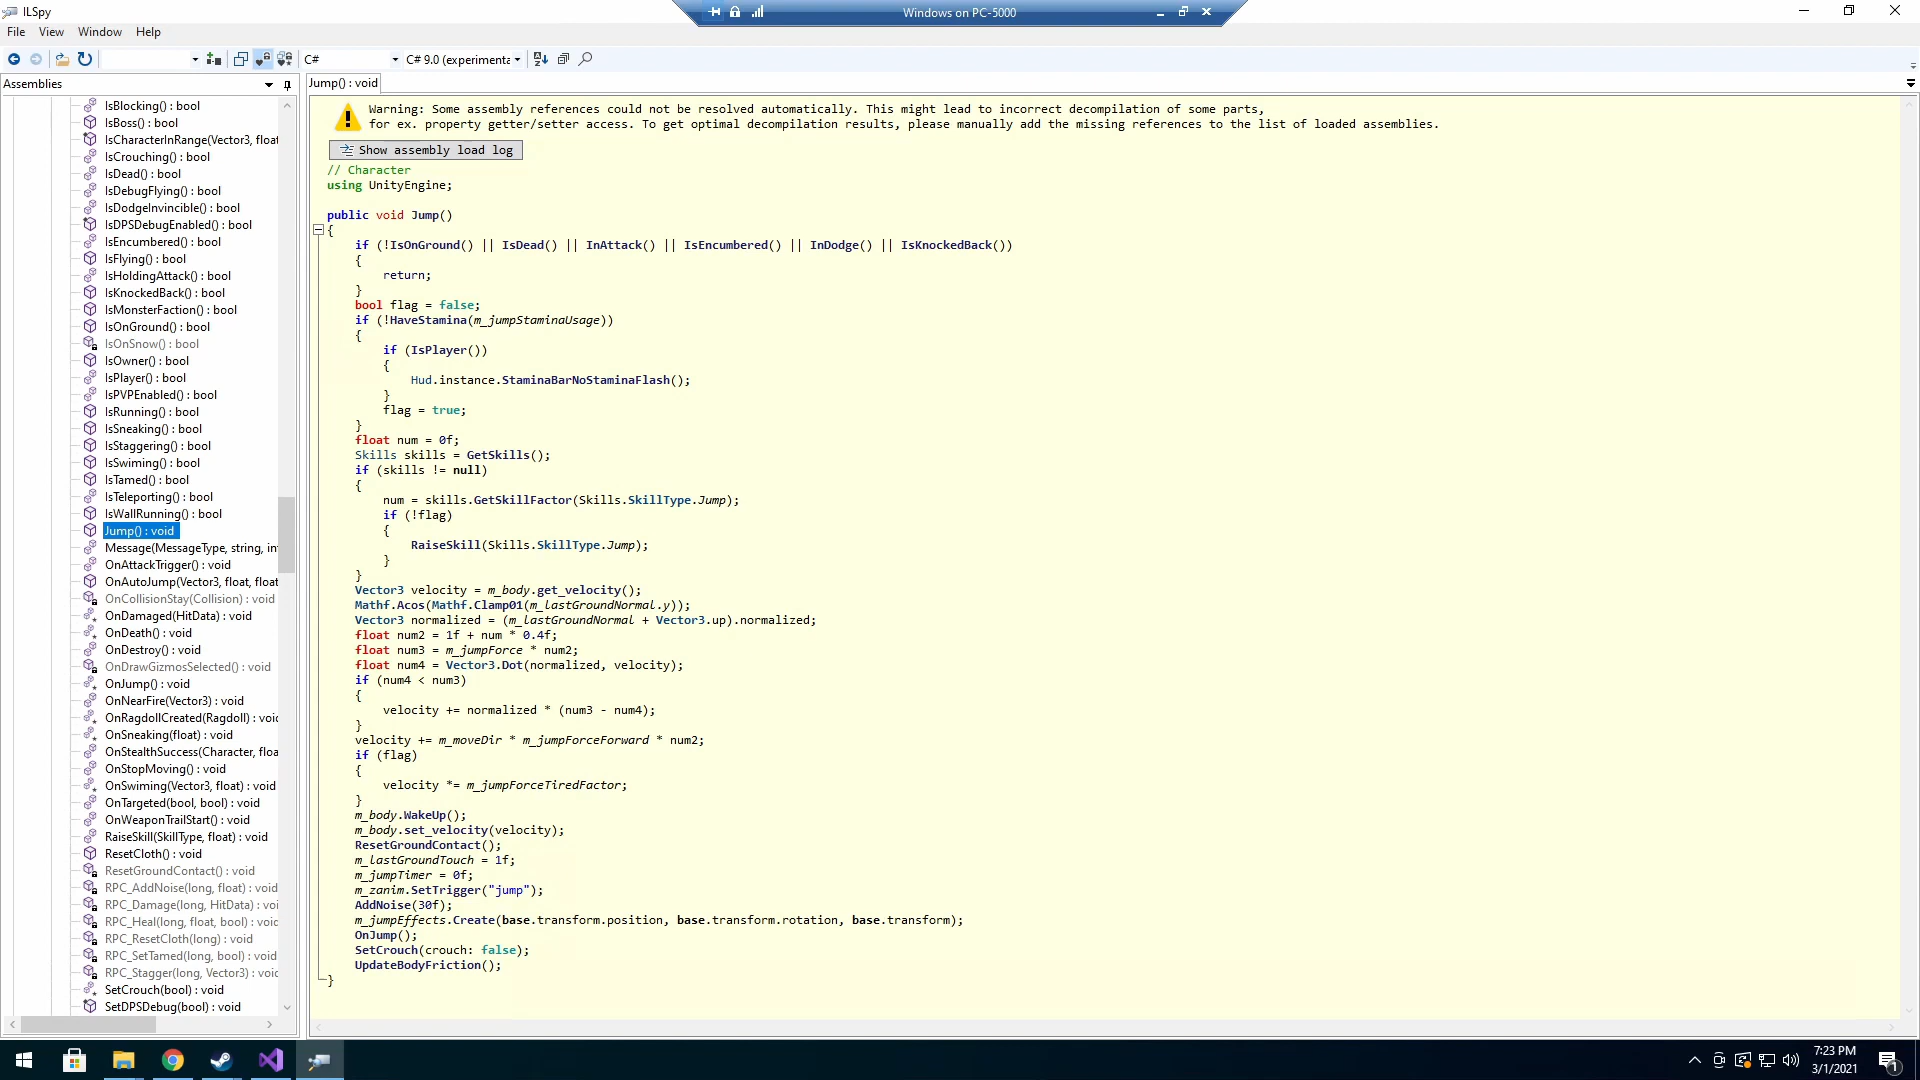 ILSpy
Windows on PC-5000
File View Window Help
C# C# 9.0 (experimenta
Assemblies
Jump() : void
IsBlocking() : bool
IsBoss() : bool
IsCharacterInRange(Vector3, float
IsCrouching() : bool
IsDead() : bool
IsDebugFlying() : bool
IsDodgeInvincible() : bool
IsDPSDebugEnabled() : bool
IsEncumbered() : bool
IsFlying() : bool
IsHoldingAttack() : bool
IsKnockedBack() : bool
IsMonsterFaction() : bool
IsOnGround() : bool
IsOnSnow() : bool
IsOwner() : bool
IsPlayer() : bool
IsPVPEnabled() : bool
IsRunning() : bool
IsSneaking() : bool
IsStaggering() : bool
IsSwiming() : bool
IsTamed() : bool
IsTeleporting() : bool
IsWallRunning() : bool
Jump() : void
Message(MessageType, string, in
OnAttackTrigger() : void
OnAutoJump(Vector3, float, float
OnCollisionStay(Collision) : void
OnDamaged(HitData) : void
OnDeath() : void
OnDestroy() : void
OnDrawGizmosSelected() : void
OnJump() : void
OnNearFire(Vector3) : void
OnRagdollCreated(Ragdoll) : voic
OnSneaking(float) : void
OnStealthSuccess(Character, floa
OnStopMoving() : void
OnSwiming(Vector3, float) : void
OnTargeted(bool, bool) : void
OnWeaponTrailStart() : void
RaiseSkill(SkillType, float) : void
ResetCloth() : void
ResetGroundContact() : void
RPC_AddNoise(long, float) : void
RPC_Damage(long, HitData) : voi
RPC_Heal(long, float, bool) : voic
RPC_ResetCloth(long) : void
RPC_SetTamed(long, bool) : void
RPC_Stagger(long, Vector3) : voic
SetCrouch(bool) : void
SetDPSDebug(bool) : void
Warning: Some assembly references could not be resolved automatically. This might lead to incorrect decompilation of some parts,
for ex. property getter/setter access. To get optimal decompilation results, please manually add the missing references to the list of loaded assemblies.
Show assembly load log
// Character
using UnityEngine;
public void Jump()
{
if (!IsOnGround() || IsDead() || InAttack() || IsEncumbered() || InDodge() || IsKnockedBack())
{
return;
}
bool flag = false;
if (!HaveStamina(m_jumpStaminaUsage))
{
if (IsPlayer())
{
Hud.instance.StaminaBarNoStaminaFlash();
}
flag = true;
}
float num = 0f;
Skills skills = GetSkills();
if (skills != null)
{
num = skills.GetSkillFactor(Skills.SkillType.Jump);
if (!flag)
{
RaiseSkill(Skills.SkillType.Jump);
}
}
Vector3 velocity = m_body.get_velocity();
Mathf.Acos(Mathf.Clamp01(m_lastGroundNormal.y));
Vector3 normalized = (m_lastGroundNormal + Vector3.up).normalized;
float num2 = 1f + num * 0.4f;
float num3 = m_jumpForce * num2;
float num4 = Vector3.Dot(normalized, velocity);
if (num4 < num3)
{
velocity += normalized * (num3 - num4);
}
velocity += m_moveDir * m_jumpForceForward * num2;
if (flag)
{
velocity *= m_jumpForceTiredFactor;
}
m_body.WakeUp();
m_body.set_velocity(velocity);
ResetGroundContact();
m_lastGroundTouch = 1f;
m_jumpTimer = 0f;
m_zanim.SetTrigger("jump");
AddNoise(30f);
m_jumpEffects.Create(base.transform.position, base.transform.rotation, base.transform);
OnJump();
SetCrouch(crouch: false);
UpdateBodyFriction();
}
7:23 PM
3/1/2021
1